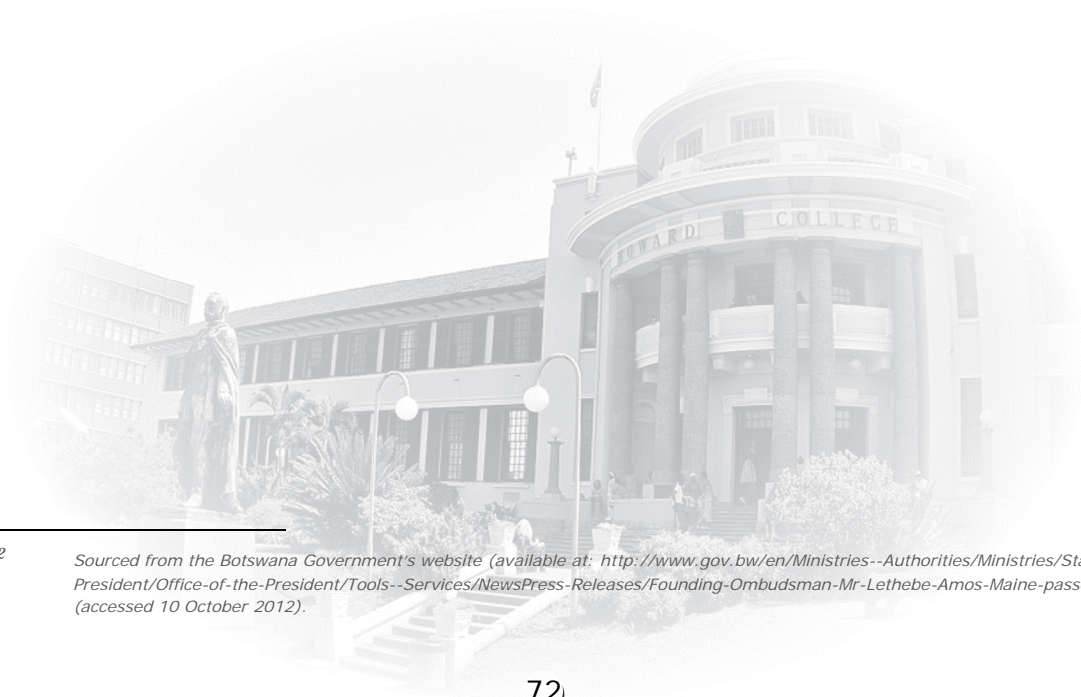 HOWARD COLLEGE
2 Sourced from the Botswana Government's website (available at: http://www.gov.bw/en/Ministries--Authorities/Ministries/Sta
President/Office-of-the-President/Tools--Services/NewsPress-Releases/Founding-Ombudsman-Mr-Lethebe-Amos-Maine-pass
(accessed 10 October 2012).
72